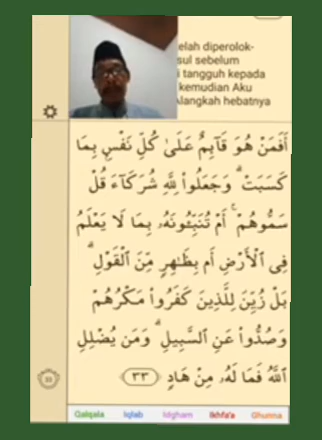 elah diperolok-
sul sebelum
i tangguh kepada
kemudian Aku
Alangkah hebatnya
أَفَمَنْ هُوَ قَآئِمٌ عَلَىٰ كُلِّ نَفْسٍۭ بِمَا
كَسَبَتْ ۗ وَجَعَلُوا۟ لِلَّهِ شُرَكَآءَ قُلْ
سَمُّوهُمْ ۚ أَمْ تُنَبِّـُٔونَهُۥ بِمَا لَا يَعْلَمُ
فِى ٱلْأَرْضِ أَم بِظَـٰهِرٍ مِّنَ ٱلْقَوْلِ ۗ
بَلْ زُيِّنَ لِلَّذِينَ كَفَرُوا۟ مَكْرُهُمْ
وَصُدُّوا۟ عَنِ ٱلسَّبِيلِ ۗ وَمَن يُضْلِلِ
ٱللَّهُ فَمَا لَهُۥ مِنْ هَادٍ ٣٣
Qalqala Iqlab Idgham Ikhfa'a Ghunna